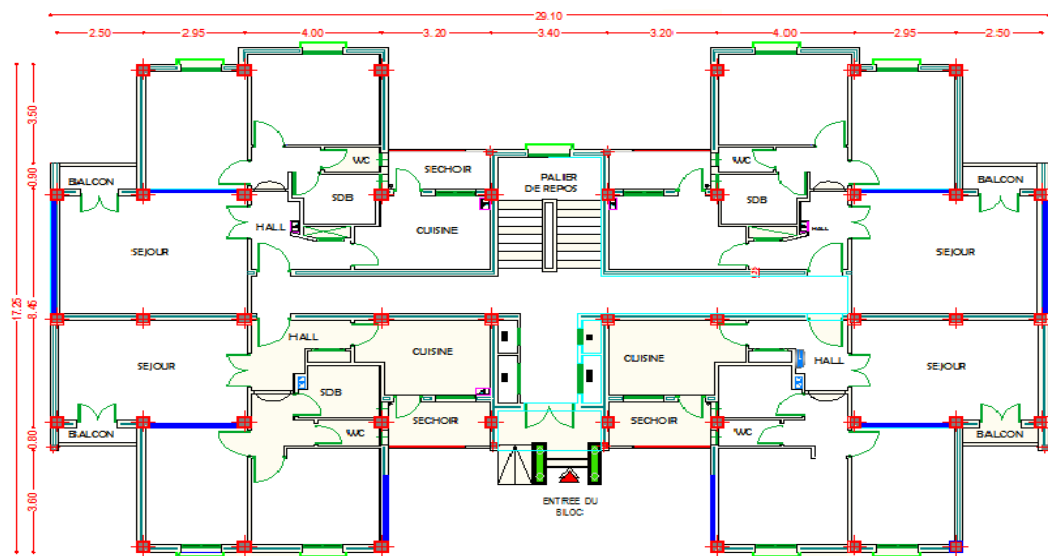 29.10
2.50 2.95 4.00 3.20 3.40 3.20 4.00 2.95 2.50
3.50
0.90
17.25
8.45
0.80
3.60
WC
SECHOIR
PALIER
DE REPOS
WC
BALCON
SDB
SDB
BALCON
HALL
CUISINE
HALL
SEJOUR
SEJOUR
HALL
CUISINE
CUISINE
HALL
SEJOUR
SEJOUR
SDB
SECHOIR
SECHOIR
BALCON
WC
WC
BALCON
ENTREE DU
BLOC